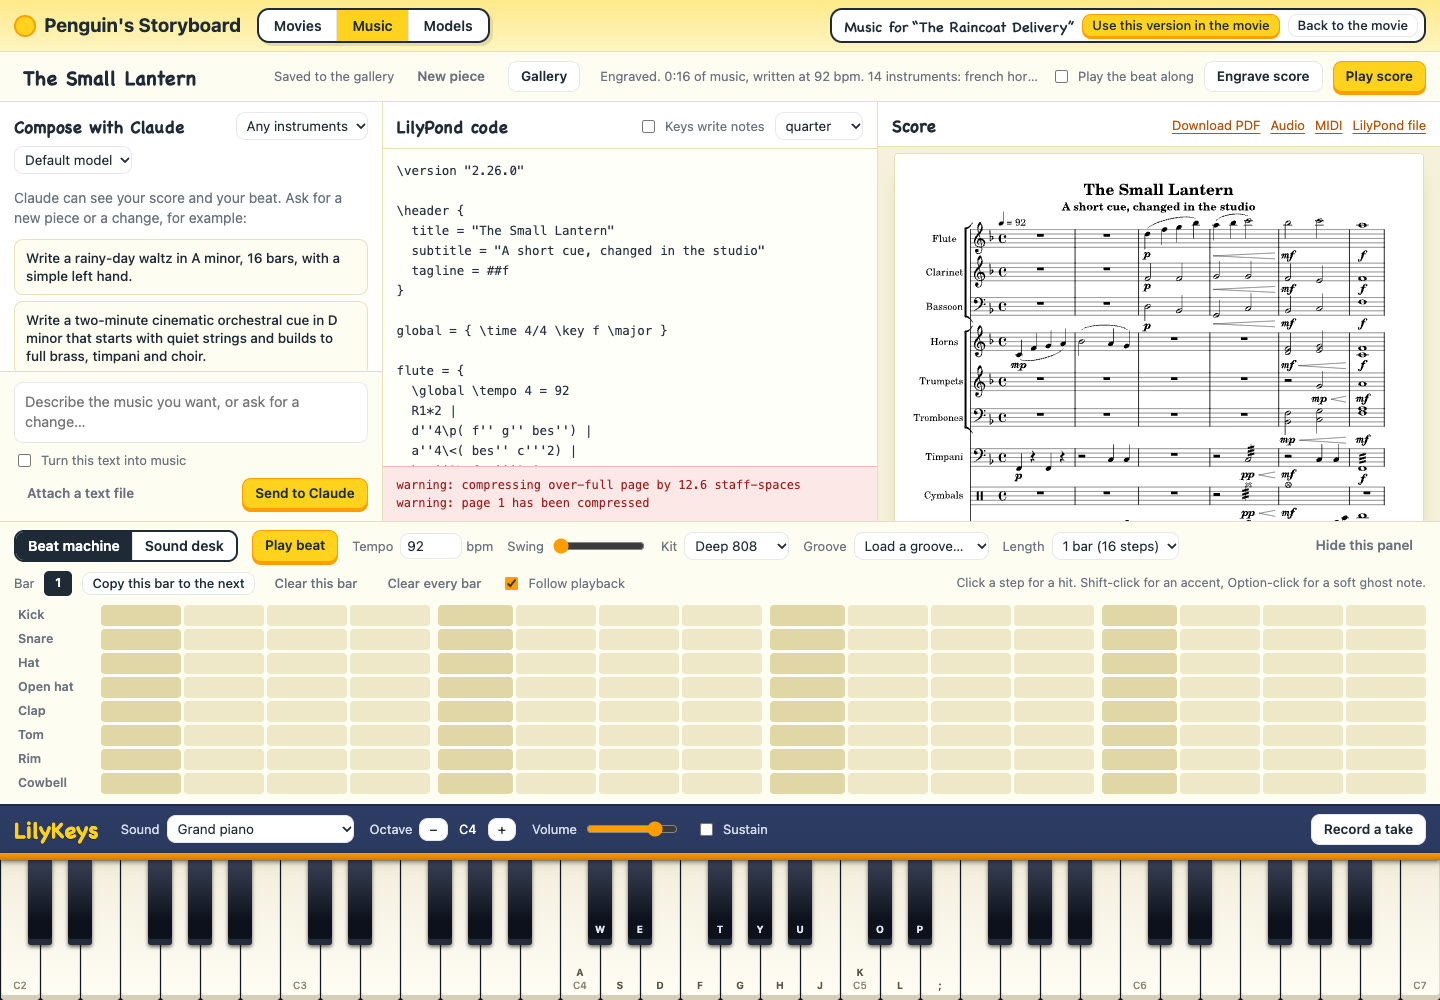 Penguin's Storyboard
Movies Music Models
Music for “The Raincoat Delivery” Use this version in the movie Back to the movie
The Small Lantern
Saved to the gallery New piece Gallery Engraved. 0:16 of music, written at 92 bpm. 14 instruments: french hor... Play the beat along Engrave score Play score
Compose with Claude Any instruments
Default model
Claude can see your score and your beat. Ask for a
new piece or a change, for example:
Write a rainy-day waltz in A minor, 16 bars, with a
simple left hand.
Write a two-minute cinematic orchestral cue in D
minor that starts with quiet strings and builds to
full brass, timpani and choir.
Describe the music you want, or ask for a
change...
Turn this text into music
Attach a text file Send to Claude
LilyPond code Keys write notes quarter
\version "2.26.0"
\header {
title = "The Small Lantern"
subtitle = "A short cue, changed in the studio"
tagline = ##f
}
global = { \time 4/4 \key f \major }
flute = {
\global \tempo 4 = 92
R1*2 |
d''4\p( f'' g'' bes'') |
a''4\<( bes'' c'''2) |
warning: compressing over-full page by 12.6 staff-spaces
warning: page 1 has been compressed
Score Download PDF Audio MIDI LilyPond file
The Small Lantern
A short cue, changed in the studio
= 92
Flute
p mf f
Clarinet
p mf f
Bassoon
p mf f
Horns
mp mf f
Trumpets
mp mf
Trombones
mp mf
Timpani
p pp mf f
Cymbals
pp mf f
Beat machine Sound desk Play beat Tempo 92 bpm Swing Kit Deep 808 Groove Load a groove... Length 1 bar (16 steps) Hide this panel
Bar 1 Copy this bar to the next Clear this bar Clear every bar Follow playback Click a step for a hit. Shift-click for an accent, Option-click for a soft ghost note.
Kick
Snare
Hat
Open hat
Clap
Tom
Rim
Cowbell
LilyKeys Sound Grand piano Octave − C4 + Volume Sustain Record a take
W E T Y U O P
A K
C2 C3 C4 S D F G H J C5 L ; C6 C7